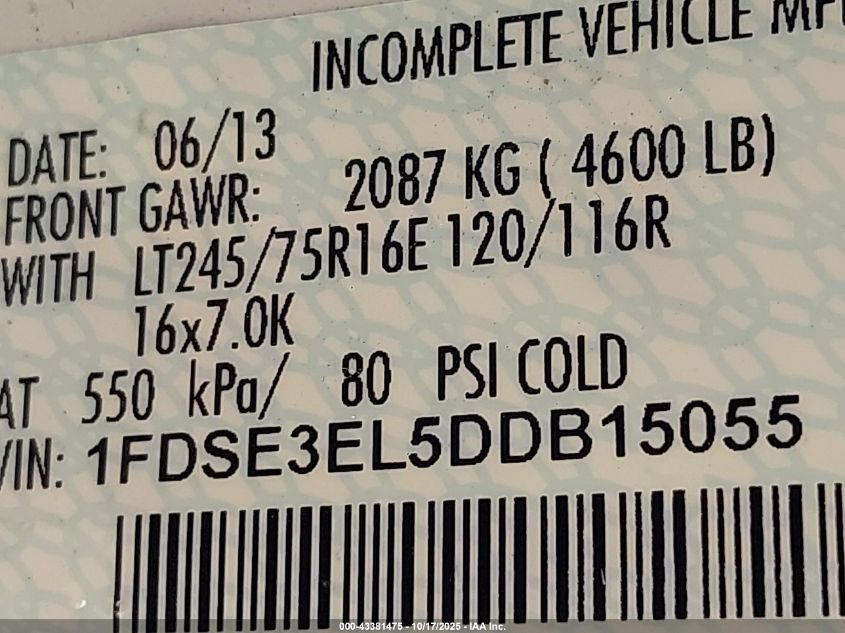 INCOMPLETE VEHICLE
DATE: 06/13
FRONT GAWR: 2087 KG ( 4600 LB)
WITH LT245/75R16E 120/116R
16x7.0K
AT 550 kPa/ 80 PSI COLD
VIN: 1FDSE3EL5DDB15055
000-43381475 - 10/17/2025 - IAA Inc.